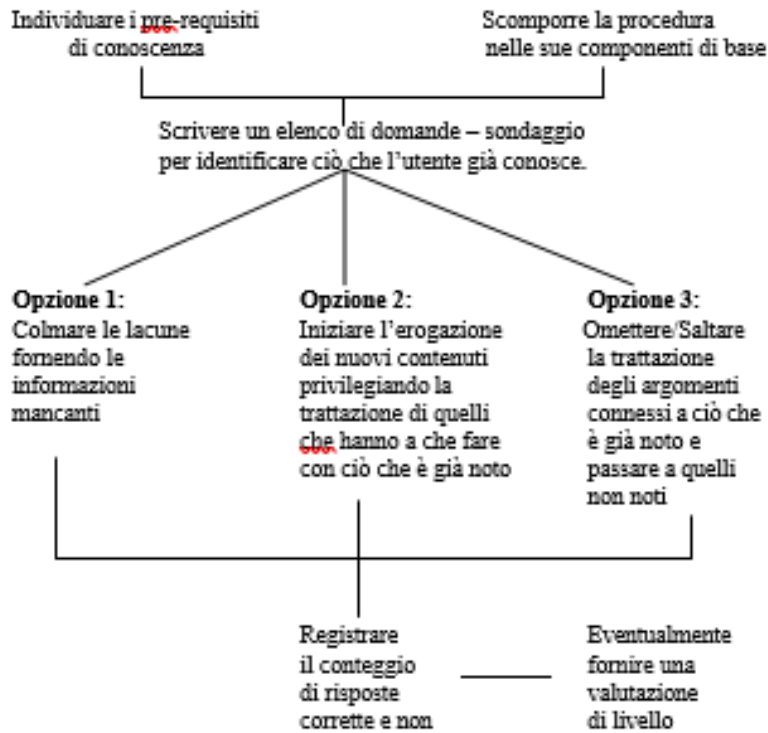 Individuare i pre-requisiti
di conoscenza
Scomporre la procedura
nelle sue componenti di base
Scrivere un elenco di domande – sondaggio
per identificare ciò che l’utente già conosce.
Opzione 1:
Colmare le lacune
fornendo le
informazioni
mancanti
Opzione 2:
Iniziare l’erogazione
dei nuovi contenuti
privilegiando la
trattazione di quelli
che hanno a che fare
con ciò che è già noto
Opzione 3:
Omettere/Saltare
la trattazione
degli argomenti
connessi a ciò che
è già noto e
passare a quelli
non noti
Registrare
il conteggio
di risposte
corrette e non
Eventualmente
fornire una
valutazione
di livello